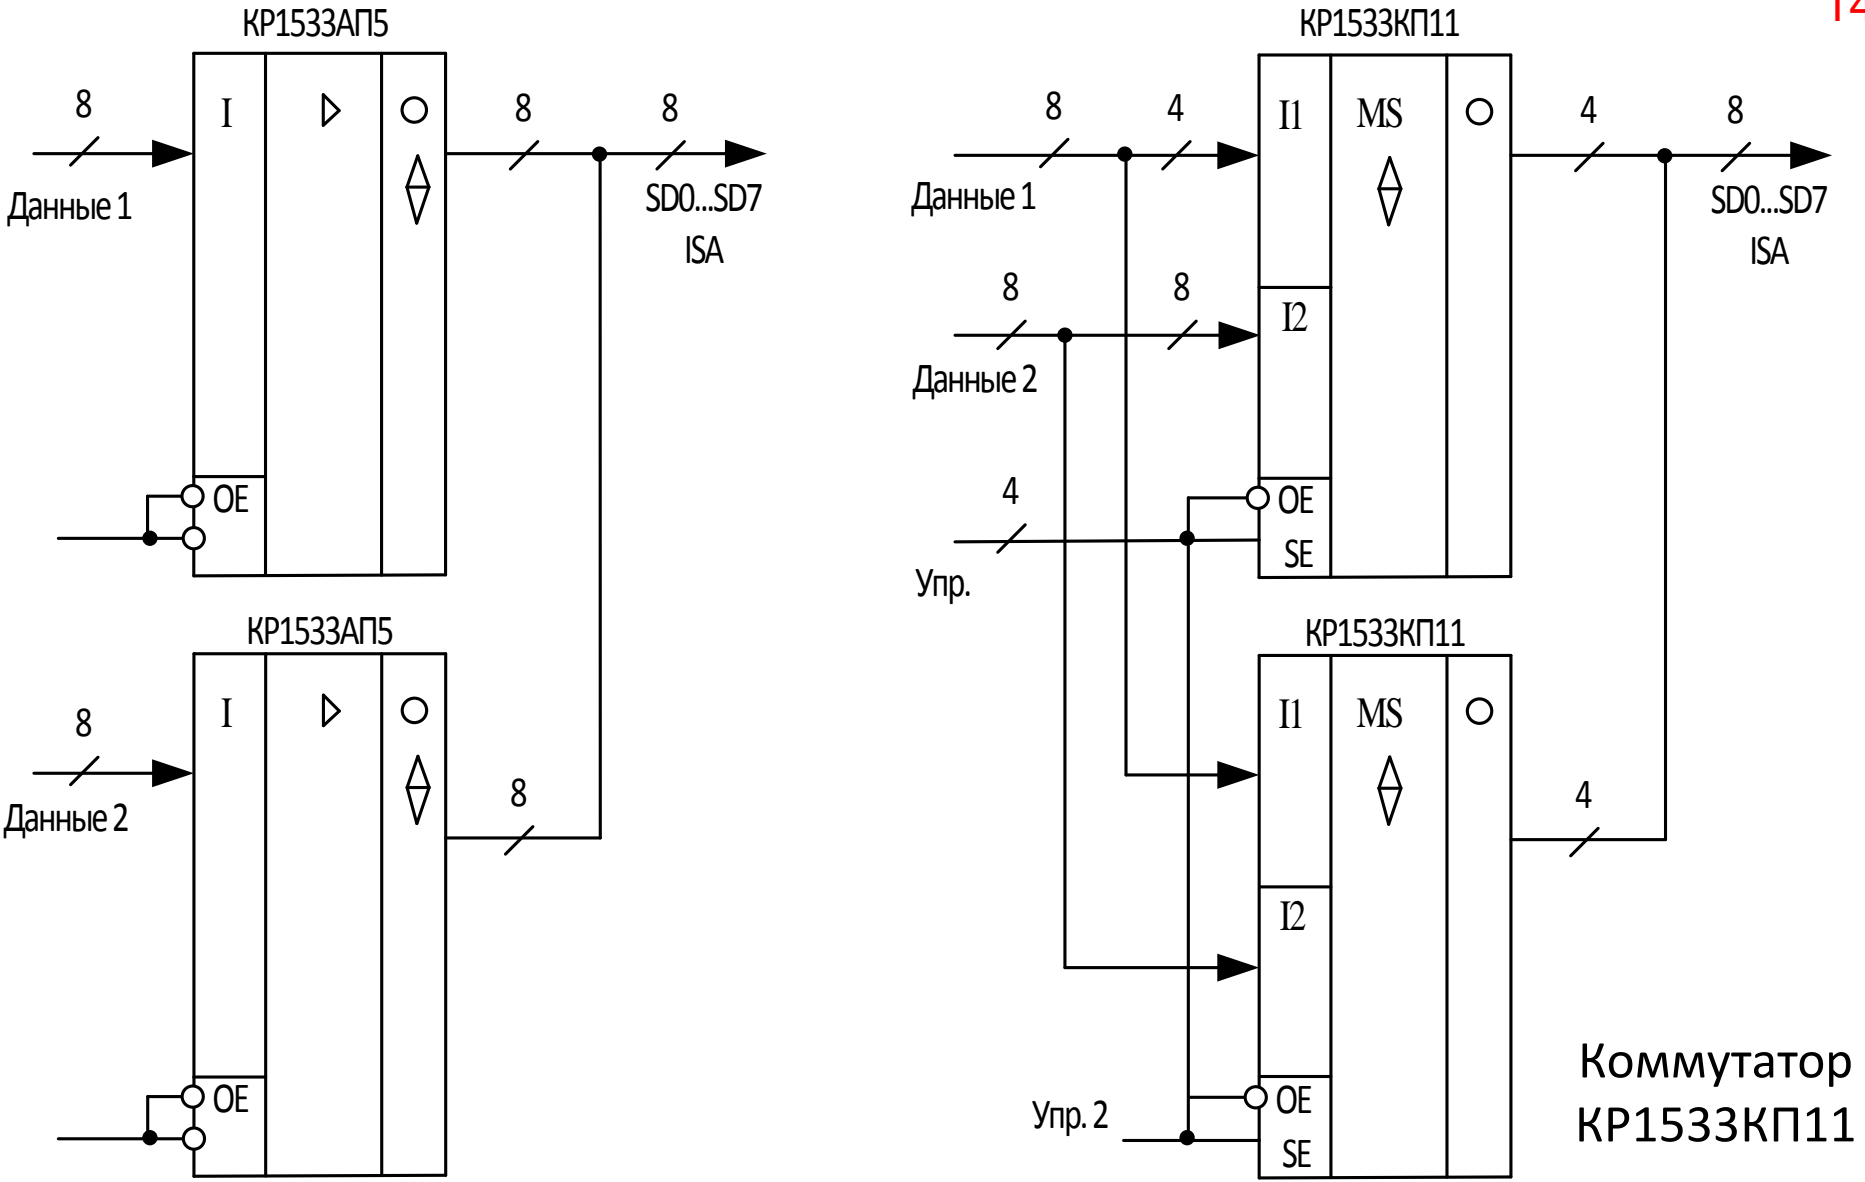 КР1533АП5
8
I
8
8
Данные 1
SD0...SD7
ISA
OE
КР1533АП5
8
I
Данные 2
8
OE
14
КР1533КП11
8
4
I1
MS
4
8
Данные 1
SD0...SD7
ISA
8
8
I2
Данные 2
4
OE
SE
Упр.
КР1533КП11
I1
MS
4
I2
OE
Упр. 2
SE
Коммутатор
КР1533КП11